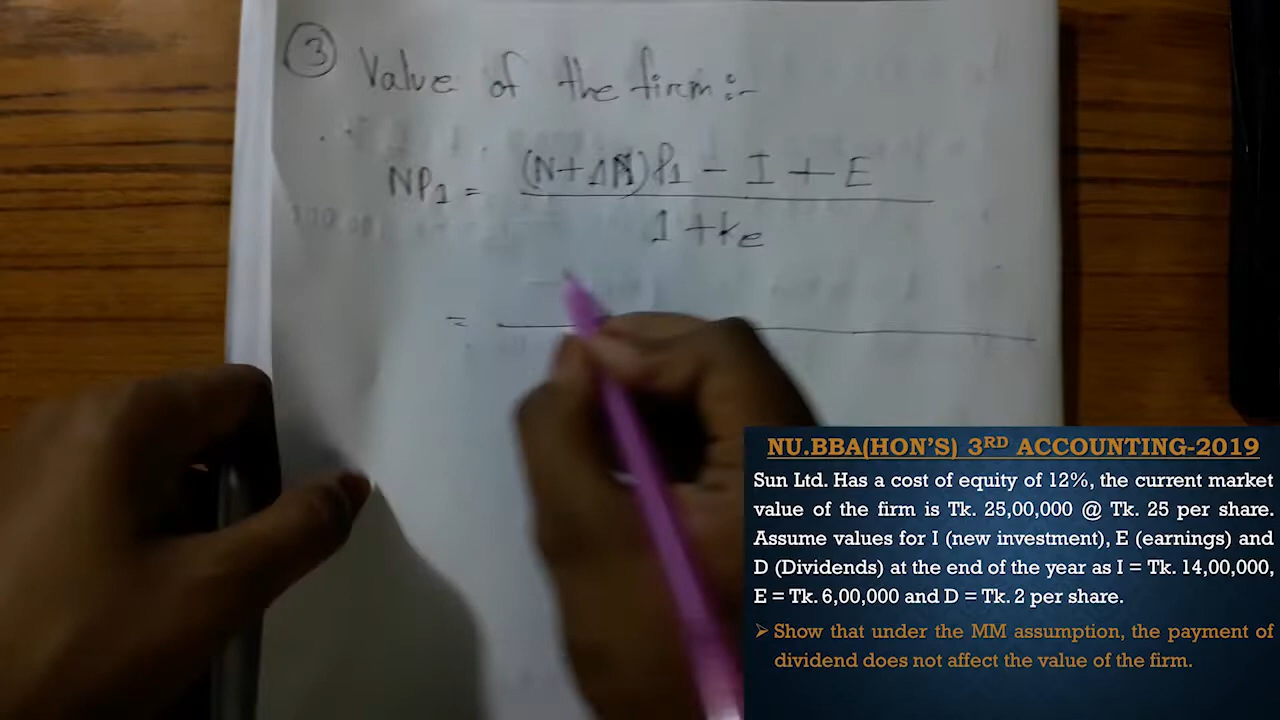 3 Value of the firm:-
NP1 = (N+ΔN)P1 - I + E
1 + ke
=
NU.BBA(HON'S) 3RD ACCOUNTING-2019
Sun Ltd. Has a cost of equity of 12%, the current market
value of the firm is Tk. 25,00,000 @ Tk. 25 per share.
Assume values for I (new investment), E (earnings) and
D (Dividends) at the end of the year as I = Tk. 14,00,000,
E = Tk. 6,00,000 and D = Tk. 2 per share.
➢ Show that under the MM assumption, the payment of
dividend does not affect the value of the firm.